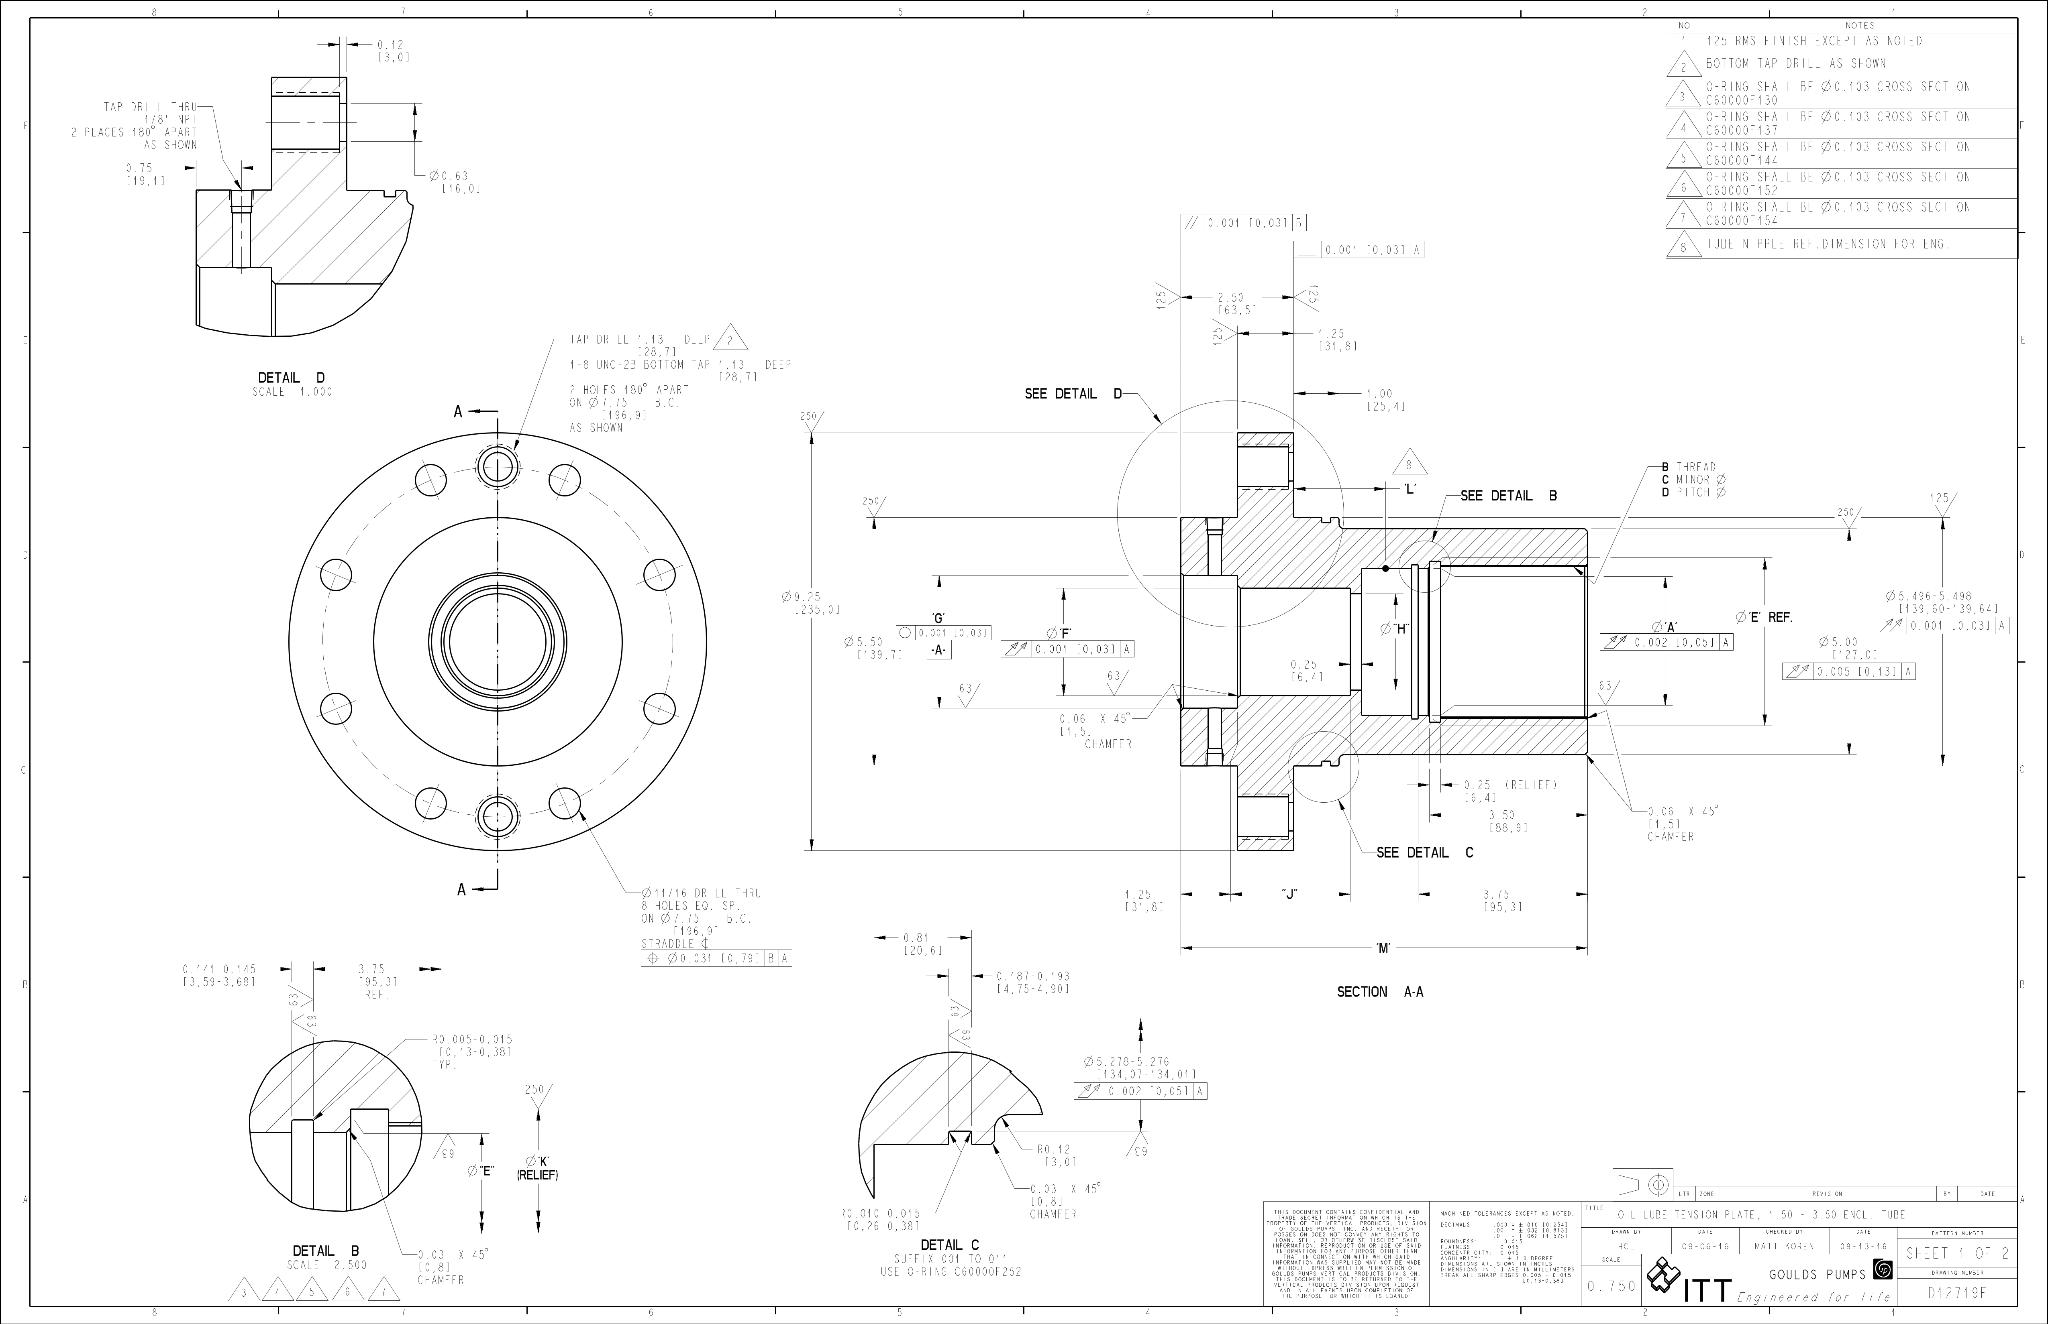 NO NOTES
1 125 RMS FINISH EXCEPT AS NOTED
2 BOTTOM TAP DRILL AS SHOWN
3 O-RING SHALL BE Ø0.103 CROSS SECTION
C60000F130
4 O-RING SHALL BE Ø0.103 CROSS SECTION
C60000F137
5 O-RING SHALL BE Ø0.103 CROSS SECTION
C60000F144
6 O-RING SHALL BE Ø0.103 CROSS SECTION
C60000F152
7 O-RING SHALL BE Ø0.103 CROSS SECTION
C60000F154
8 TUBE NIPPLE REF.DIMENSION FOR ENG.
0.12
[3,0]
TAP DRILL THRU
1/8" NPT
2 PLACES 180° APART
AS SHOWN
0.75
[19,1]
Ø0.63
[16,0]
DETAIL D
SCALE 1.000
TAP DRILL 1.13 DEEP 2
[28,7]
1-8 UNC-2B BOTTOM TAP 1.13 DEEP
[28,7]
2 HOLES 180° APART
ON Ø7.75 B.C.
[196,9]
AS SHOWN
A
A
Ø11/16 DRILL THRU
8 HOLES EQ. SP.
ON Ø7.75 B.C.
[196,9]
STRADDLE
Ø0.031 [0,79] B A
// 0.001 [0,03] B
0.001 [0,03] A
2.50
[63,5]
125
125
125
1.25
[31,8]
1.00
[25,4]
SEE DETAIL D
250
250
Ø9.25
[235,0]
Ø5.50
[139,7]
"G"
0.001 [0,03]
-A-
63
Ø"F"
0.001 [0,03] A
63
0.06 X 45°
[1,5]
CHAMFER
8
"L"
SEE DETAIL B
B THREAD
C MINOR Ø
D PITCH Ø
Ø"H"
0.25
[6,4]
Ø"A"
0.002 [0,05] A
63
Ø"E" REF.
250
Ø5.00
[127,0]
0.005 [0,13] A
125
Ø5.496-5.498
[139,60-139,64]
0.001 [0,03] A
0.25 (RELIEF)
[6,4]
3.50
[88,9]
0.06 X 45°
[1,5]
CHAMFER
SEE DETAIL C
1.25
[31,8]
"J"
3.75
[95,3]
"M"
SECTION A-A
0.141-0.145
[3,59-3,68]
3.75
[95,3]
REF.
63
63
R0.005-0.015
[0,13-0,38]
TYP.
250
63
Ø"E"
Ø"K"
(RELIEF)
0.03 X 45°
[0,8]
CHAMFER
DETAIL B
SCALE 2.500
3 4 5 6 7
0.81
[20,6]
0.187-0.193
[4,75-4,90]
63
63
Ø5.278-5.276
[134,07-134,01]
0.002 [0,05] A
63
R0.12
[3,0]
0.03 X 45°
[0,8]
CHAMFER
R0.010-0.015
[0,26-0,38]
DETAIL C
SUFFIX 001 TO 011
USE O-RING C60000F252
LTR ZONE REVISION BY DATE
MACHINED TOLERANCES EXCEPT AS NOTED.
TITLE
OIL LUBE TENSION PLATE, 1.50 - 3.50 ENCL. TUBE
DRAWN BY DATE CHECKED BY DATE PATTERN NUMBER
HC 09-06-16 MATT KOREN 09-13-16
SHEET 1 OF 2
SCALE
0.750
ITT
GOULDS PUMPS
Engineered for life
DRAWING NUMBER
D12719F